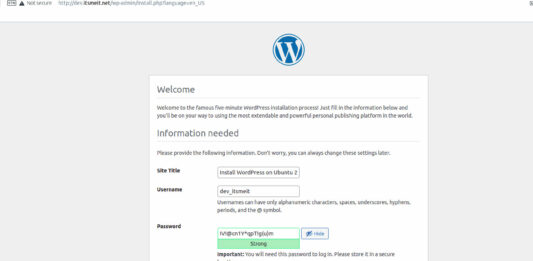 Not secure http://dev.itsmeit.net/wp-admin/install.php?language=en_US
Welcome
Welcome to the famous five-minute WordPress installation process! Just fill in the information below and
you'll be on your way to using the most extendable and powerful personal publishing platform in the world.
Information needed
Please provide the following information. Don't worry, you can always change these settings later.
Site Title Install WordPress on Ubuntu 2
Username dev_itsmeit
Usernames can have only alphanumeric characters, spaces, underscores, hyphens,
periods, and the @ symbol.
Password Hide
Strong
Important: You will need this password to log in. Please store it in a secure